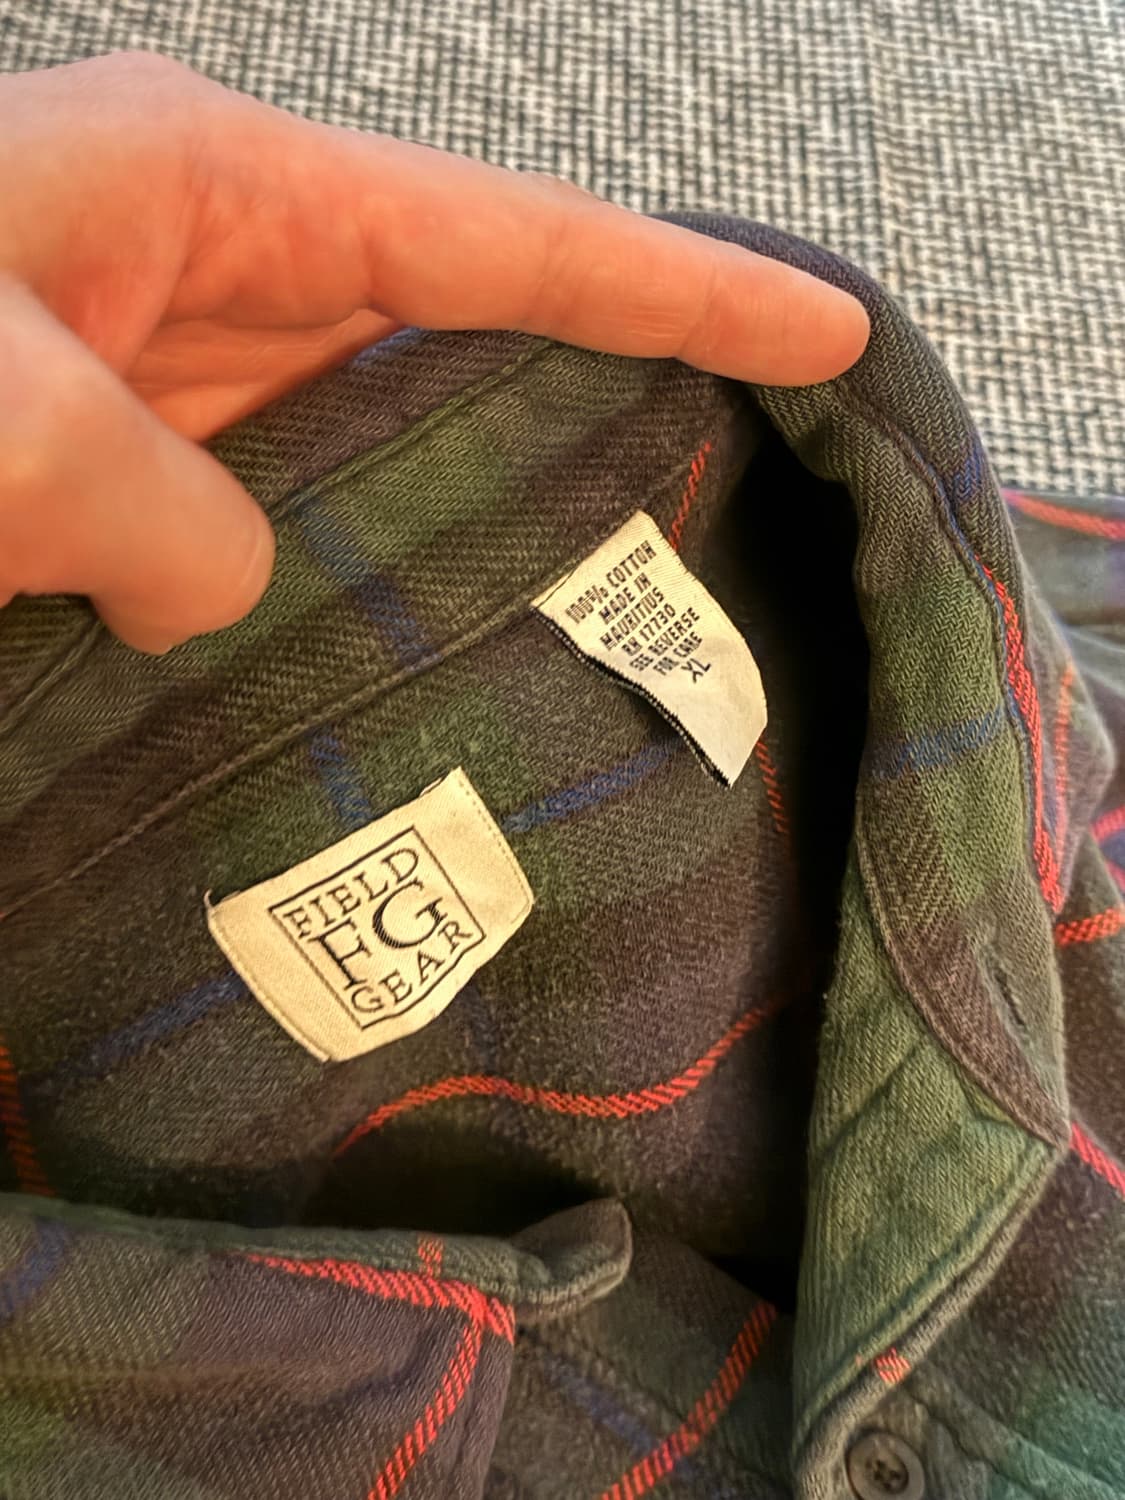 100% COTTON
MADE IN
MAURITIUS
RN 17730
SEE REVERSE
FOR CARE
XL
FIELD
FG
GEAR